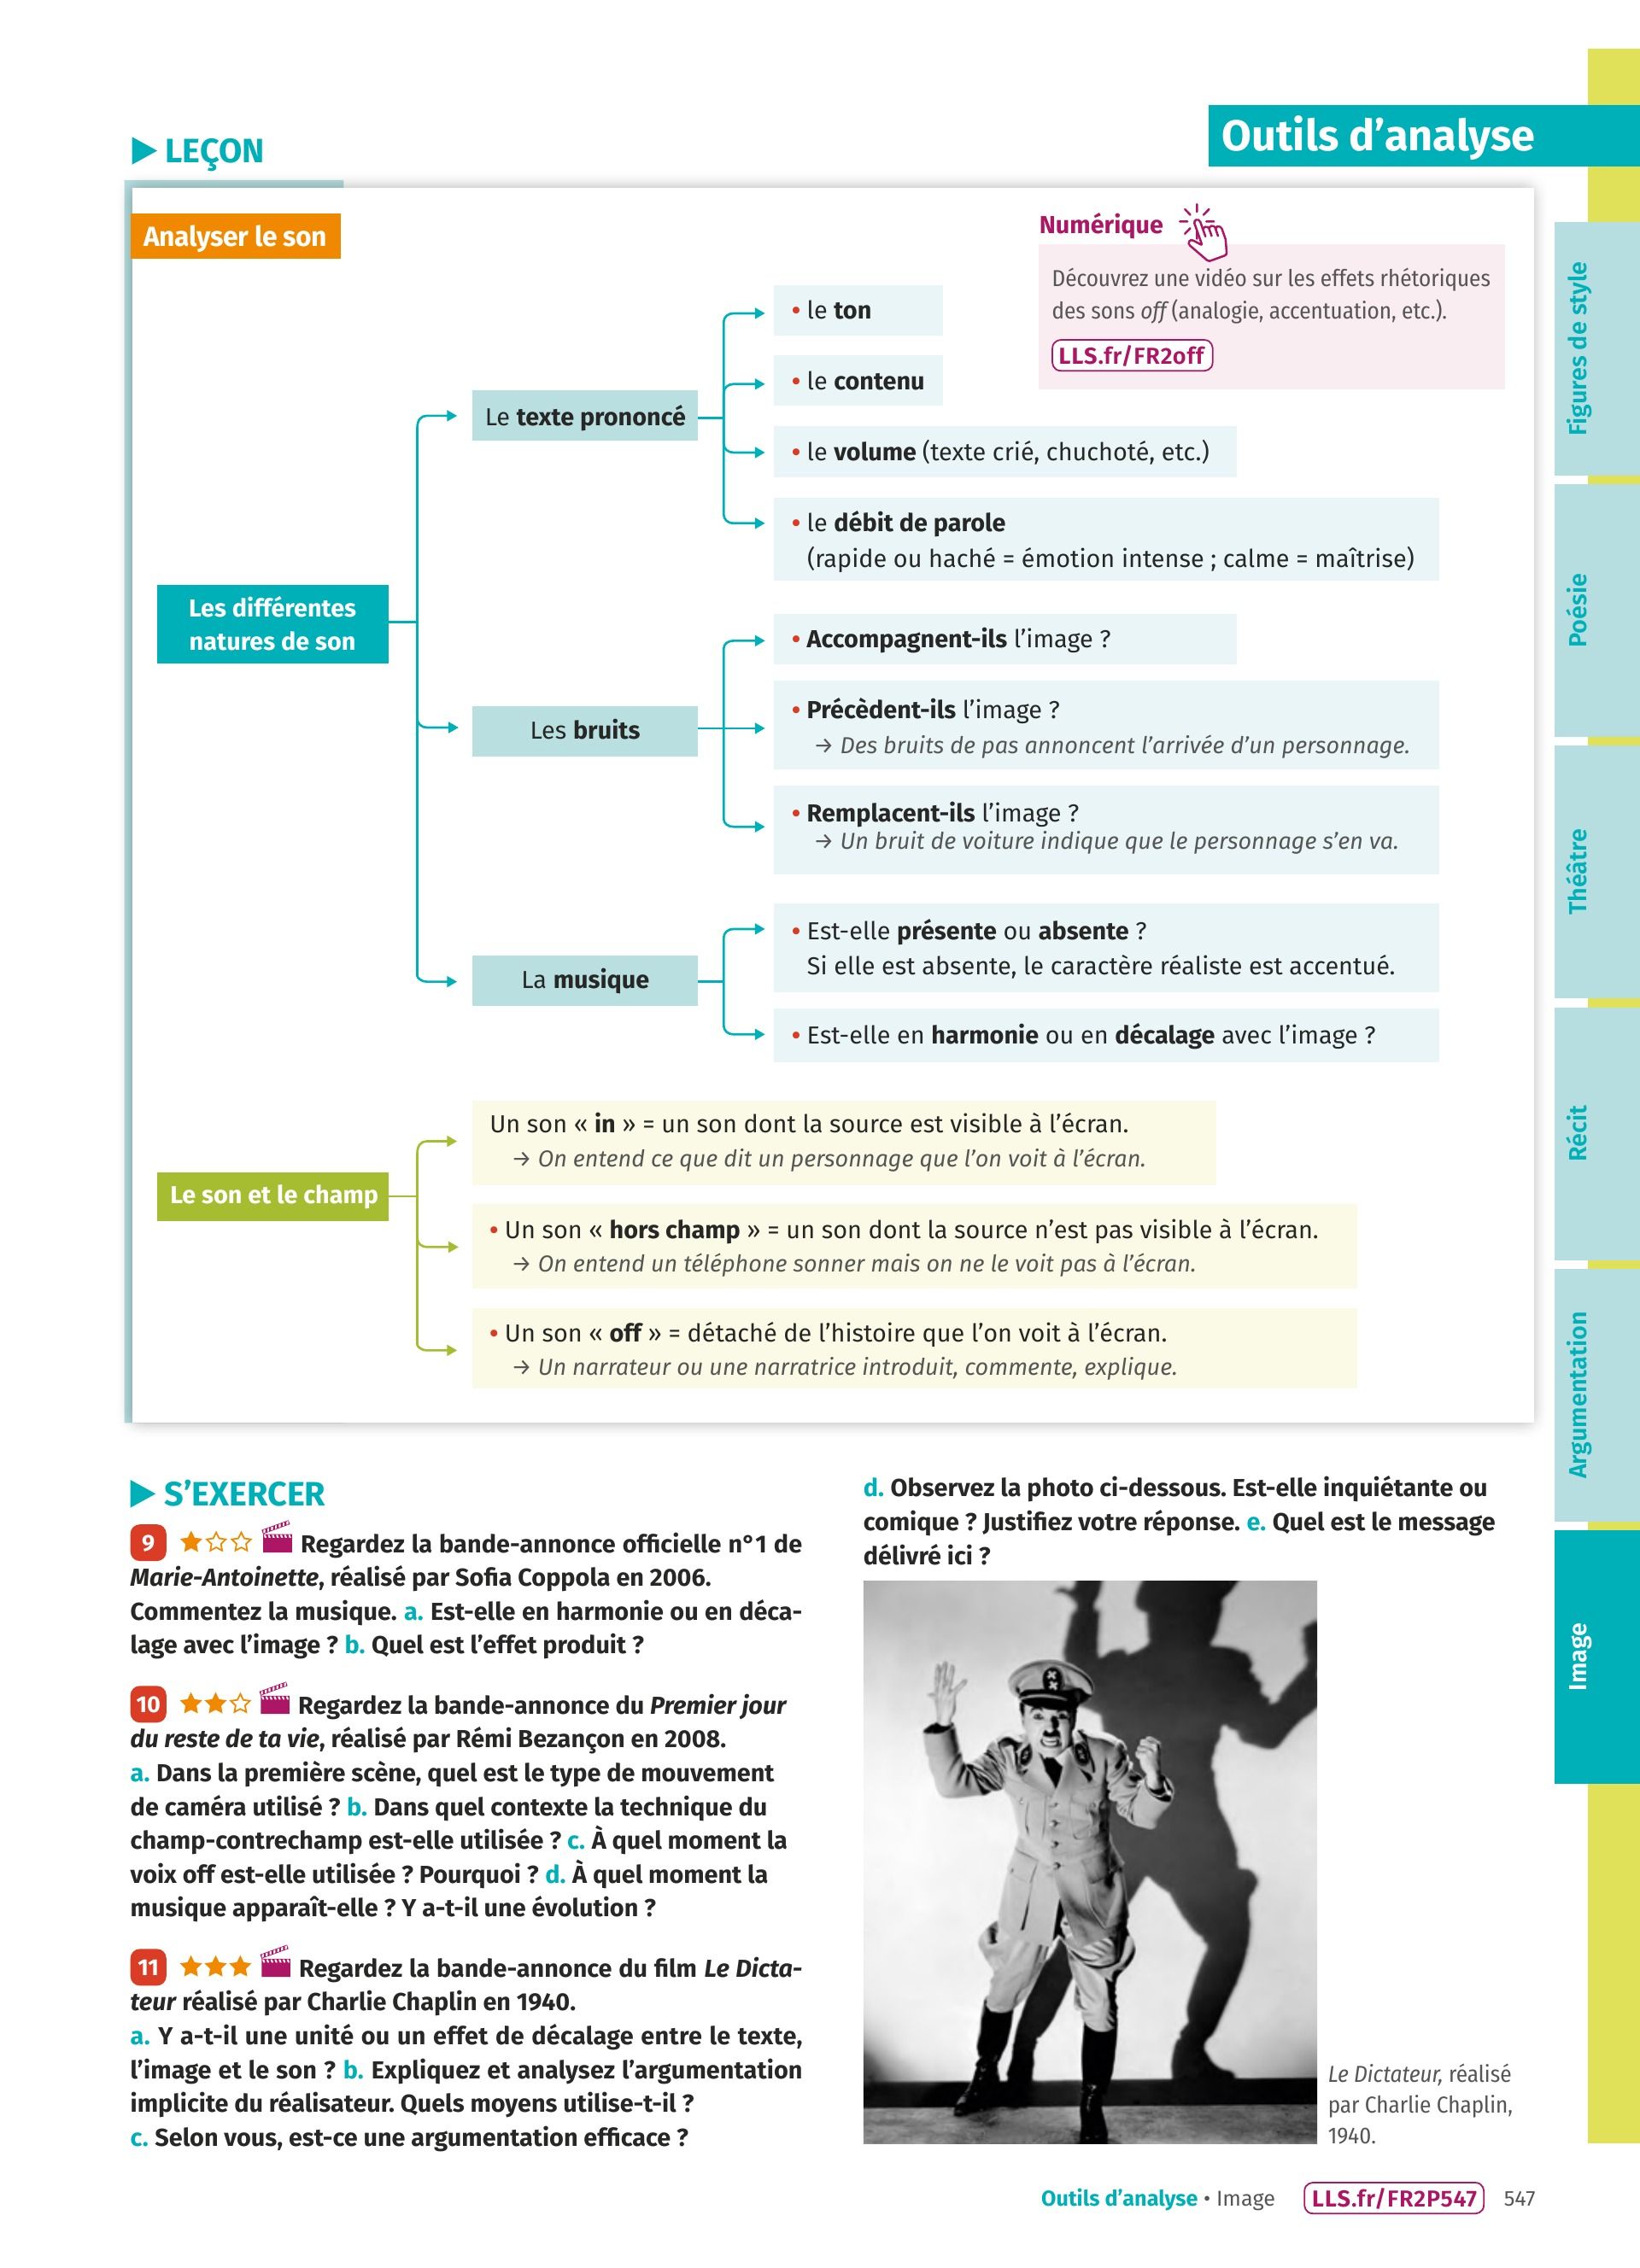 Outils d’analyse
▶ LEÇON
Analyser le son
Numérique
Découvrez une vidéo sur les effets rhétoriques
des sons off (analogie, accentuation, etc.).
LLS.fr/FR2off
Les différentes
natures de son
Le texte prononcé
• le ton
• le contenu
• le volume (texte crié, chuchoté, etc.)
• le débit de parole
(rapide ou haché = émotion intense ; calme = maîtrise)
Les bruits
• Accompagnent-ils l’image ?
• Précèdent-ils l’image ?
→ Des bruits de pas annoncent l’arrivée d’un personnage.
• Remplacent-ils l’image ?
→ Un bruit de voiture indique que le personnage s’en va.
La musique
• Est-elle présente ou absente ?
Si elle est absente, le caractère réaliste est accentué.
• Est-elle en harmonie ou en décalage avec l’image ?
Le son et le champ
Un son « in » = un son dont la source est visible à l’écran.
→ On entend ce que dit un personnage que l’on voit à l’écran.
• Un son « hors champ » = un son dont la source n’est pas visible à l’écran.
→ On entend un téléphone sonner mais on ne le voit pas à l’écran.
• Un son « off » = détaché de l’histoire que l’on voit à l’écran.
→ Un narrateur ou une narratrice introduit, commente, explique.
▶ S’EXERCER
9 ★☆☆ Regardez la bande-annonce officielle n°1 de
Marie-Antoinette, réalisé par Sofia Coppola en 2006.
Commentez la musique. a. Est-elle en harmonie ou en déca-
lage avec l’image ? b. Quel est l’effet produit ?
10 ★★☆ Regardez la bande-annonce du Premier jour
du reste de ta vie, réalisé par Rémi Bezançon en 2008.
a. Dans la première scène, quel est le type de mouvement
de caméra utilisé ? b. Dans quel contexte la technique du
champ-contrechamp est-elle utilisée ? c. À quel moment la
voix off est-elle utilisée ? Pourquoi ? d. À quel moment la
musique apparaît-elle ? Y a-t-il une évolution ?
11 ★★★ Regardez la bande-annonce du film Le Dicta-
teur réalisé par Charlie Chaplin en 1940.
a. Y a-t-il une unité ou un effet de décalage entre le texte,
l’image et le son ? b. Expliquez et analysez l’argumentation
implicite du réalisateur. Quels moyens utilise-t-il ?
c. Selon vous, est-ce une argumentation efficace ?
d. Observez la photo ci-dessous. Est-elle inquiétante ou
comique ? Justifiez votre réponse. e. Quel est le message
délivré ici ?
Le Dictateur, réalisé
par Charlie Chaplin,
1940.
Figures de style
Poésie
Théâtre
Récit
Argumentation
Image
Outils d’analyse • Image LLS.fr/FR2P547 547